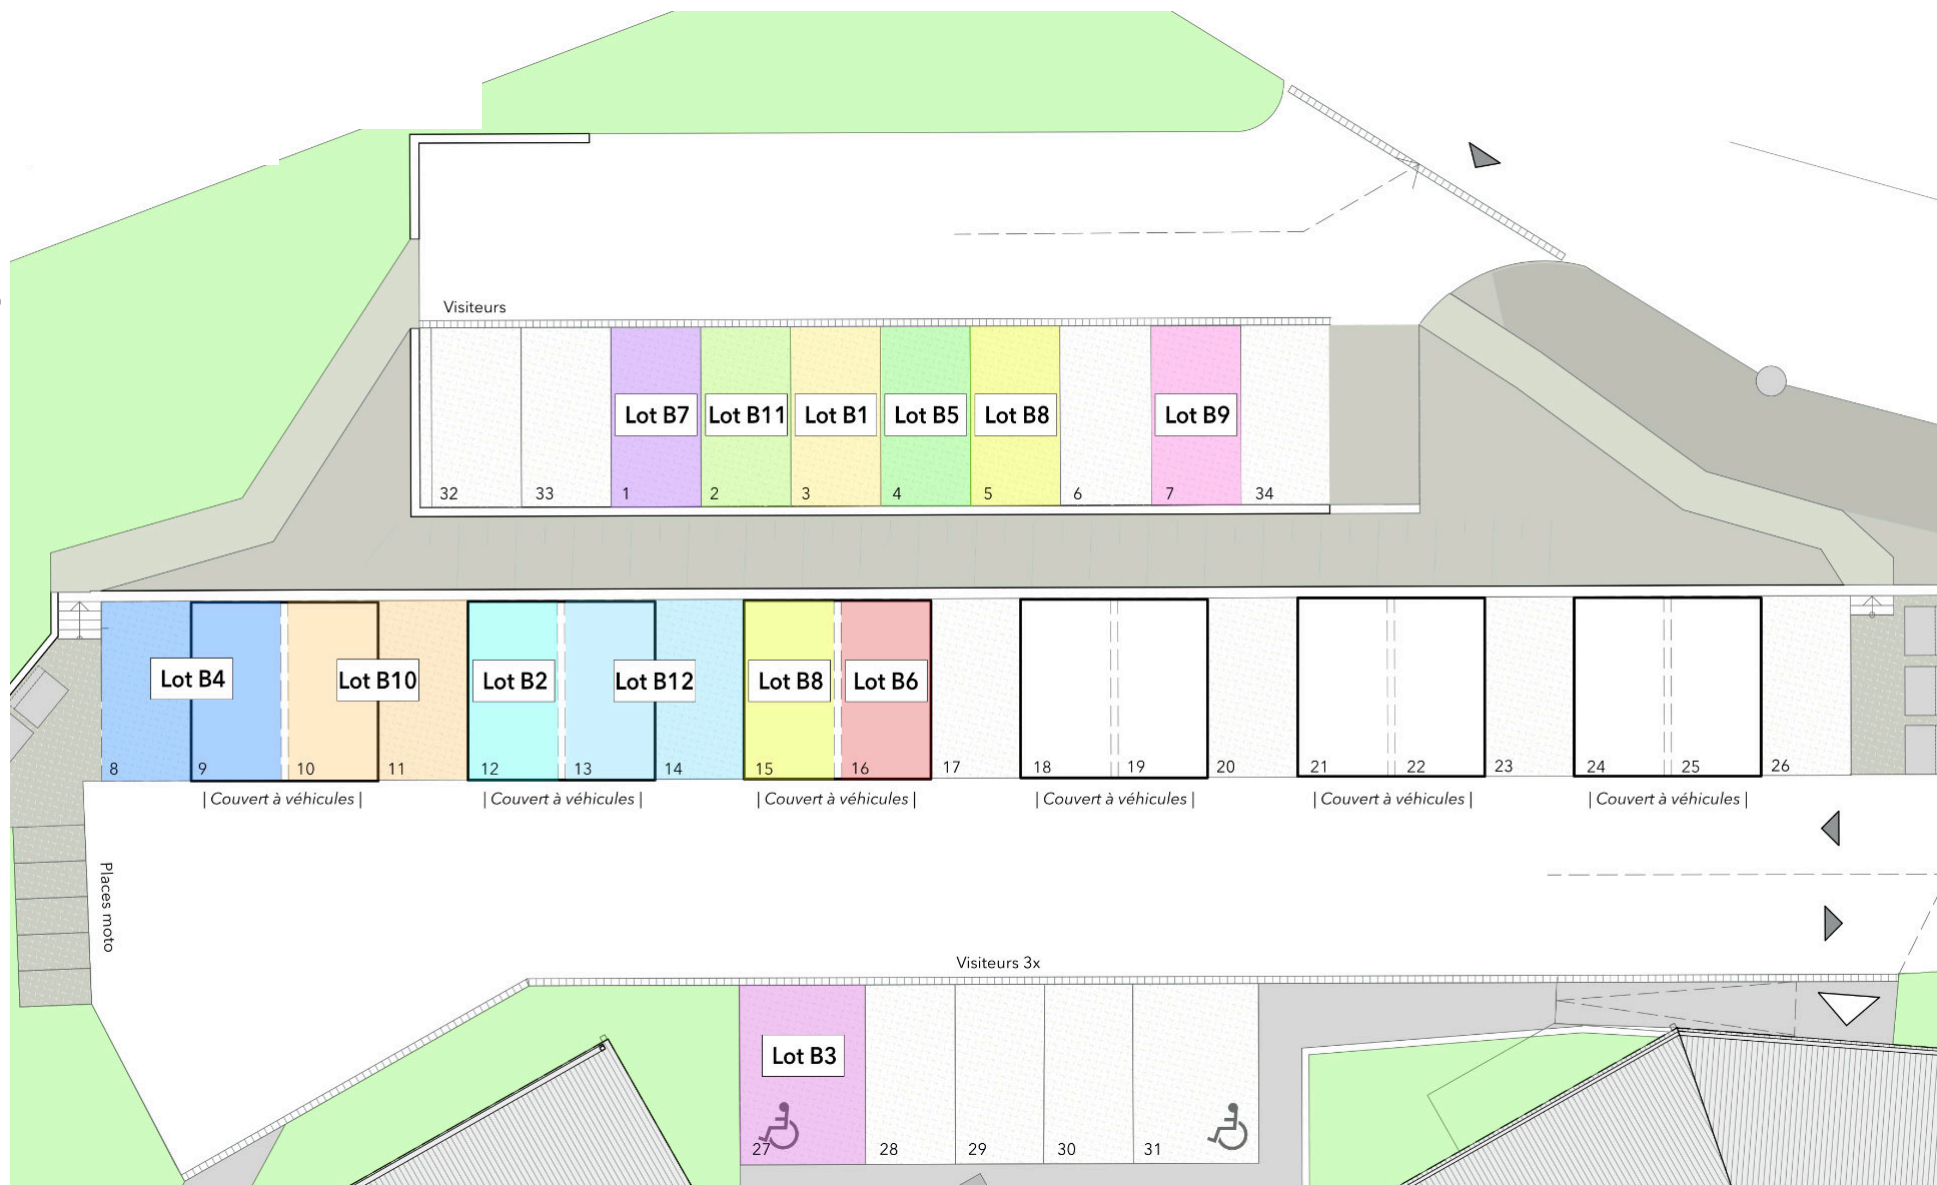 Visiteurs
Lot B7 Lot B11 Lot B1 Lot B5 Lot B8 Lot B9
32 33 1 2 3 4 5 6 7 34
Lot B4 Lot B10 Lot B2 Lot B12 Lot B8 Lot B6
8 9 10 11 12 13 14 15 16 17 18 19 20 21 22 23 24 25 26
| Couvert à véhicules | | Couvert à véhicules | | Couvert à véhicules | | Couvert à véhicules | | Couvert à véhicules | | Couvert à véhicules |
Places moto
Visiteurs 3x
Lot B3
27 28 29 30 31